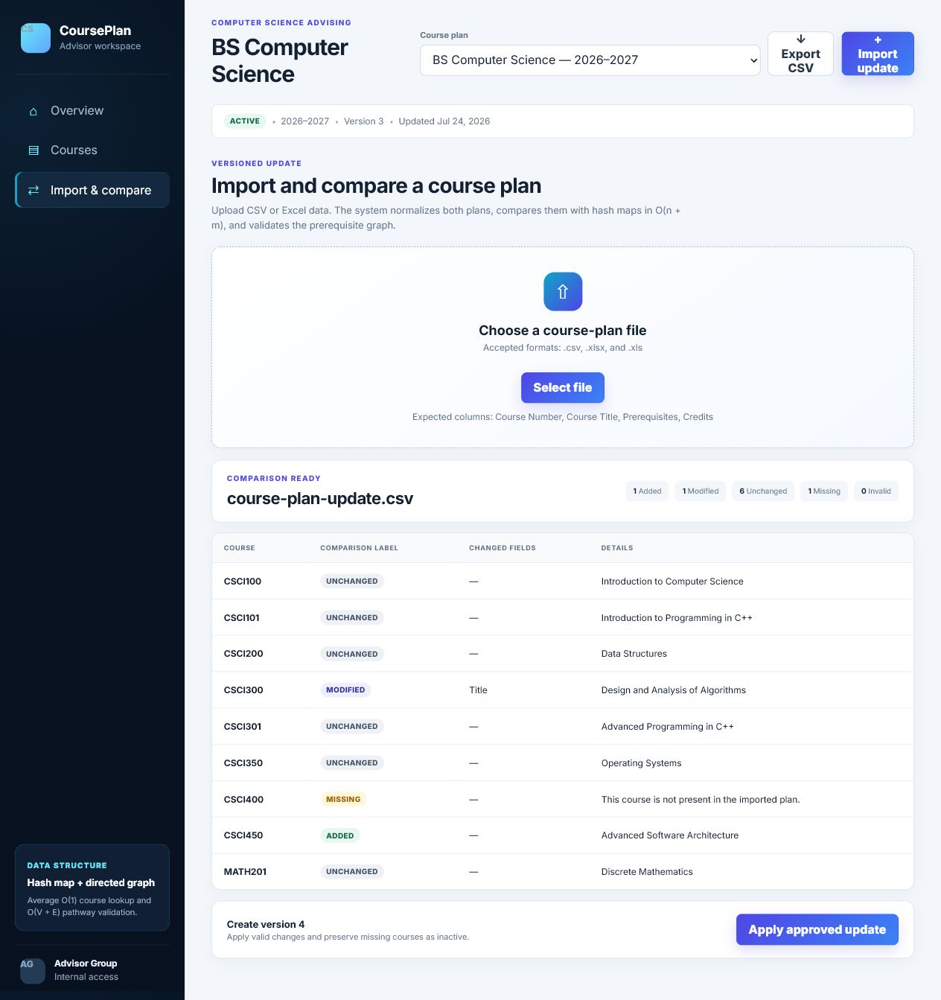 CS
CoursePlan
Advisor workspace
Overview
Courses
Import & compare
DATA STRUCTURE
Hash map + directed graph
Average O(1) course lookup and
O(V + E) pathway validation.
AG
Advisor Group
Internal access
COMPUTER SCIENCE ADVISING
BS Computer
Science
Course plan
BS Computer Science — 2026–2027
↓
Export
CSV
+
Import
update
ACTIVE • 2026–2027 • Version 3 • Updated Jul 24, 2026
VERSIONED UPDATE
Import and compare a course plan
Upload CSV or Excel data. The system normalizes both plans, compares them with hash maps in O(n +
m), and validates the prerequisite graph.
Choose a course-plan file
Accepted formats: .csv, .xlsx, and .xls
Select file
Expected columns: Course Number, Course Title, Prerequisites, Credits
COMPARISON READY
course-plan-update.csv
1 Added 1 Modified 6 Unchanged 1 Missing 0 Invalid
COURSE COMPARISON LABEL CHANGED FIELDS DETAILS
CSCI100 UNCHANGED — Introduction to Computer Science
CSCI101 UNCHANGED — Introduction to Programming in C++
CSCI200 UNCHANGED — Data Structures
CSCI300 MODIFIED Title Design and Analysis of Algorithms
CSCI301 UNCHANGED — Advanced Programming in C++
CSCI350 UNCHANGED — Operating Systems
CSCI400 MISSING — This course is not present in the imported plan.
CSCI450 ADDED — Advanced Software Architecture
MATH201 UNCHANGED — Discrete Mathematics
Create version 4
Apply valid changes and preserve missing courses as inactive.
Apply approved update